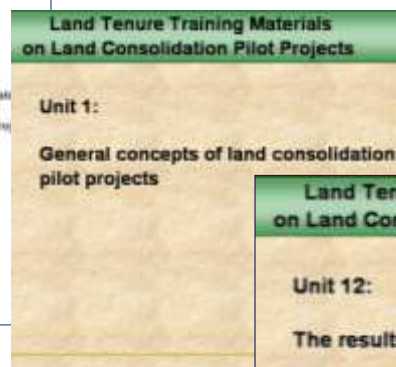 Land Tenure Training Materials
on Land Consolidation Pilot Projects
Unit 1:
General concepts of land consolidation
pilot projects
Land Ten
on Land Con
Unit 12:
The result